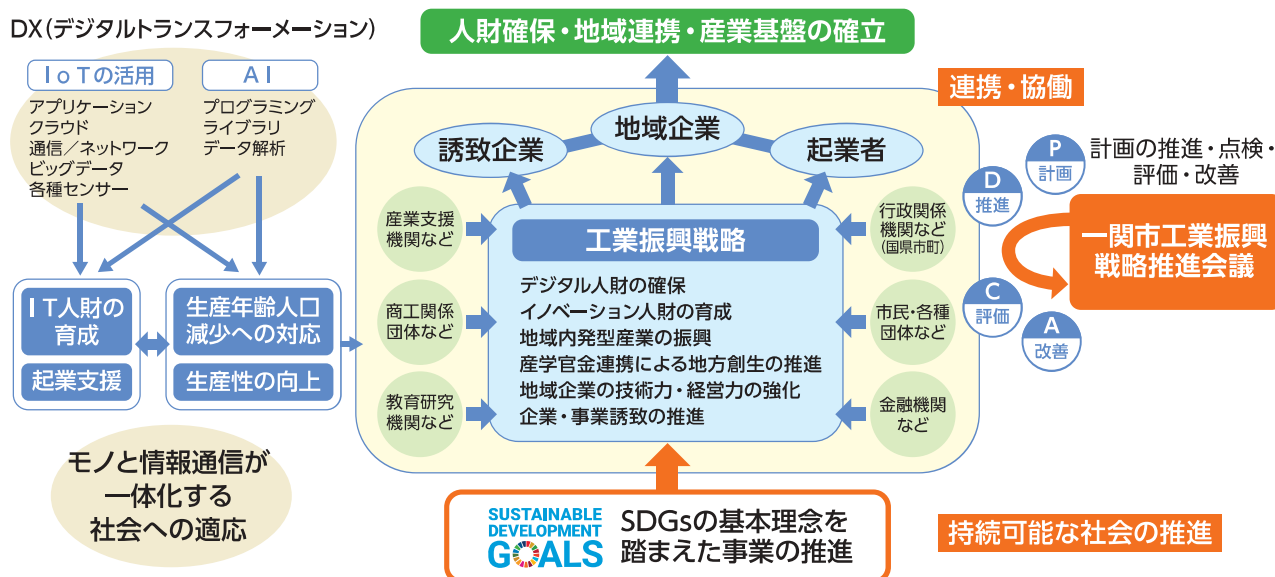 DX(デジタルトランスフォーメーション)
IoTの活用
アプリケーション
クラウド
通信／ネットワーク
ビッグデータ
各種センサー
AI
プログラミング
ライブラリ
データ解析
IT人財の
育成
起業支援
生産年齢人口
減少への対応
生産性の向上
モノと情報通信が
一体化する
社会への適応
人財確保・地域連携・産業基盤の確立
誘致企業
地域企業
起業者
産業支援
機関など
商工関係
団体など
教育研究
機関など
工業振興戦略
デジタル人財の確保
イノベーション人財の育成
地域内発型産業の振興
産学官金連携による地方創生の推進
地域企業の技術力・経営力の強化
企業・事業誘致の推進
行政関係
機関など
(国県市町)
市民・各種
団体など
金融機関
など
SUSTAINABLE
DEVELOPMENT
GOALS
SDGsの基本理念を
踏まえた事業の推進
連携・協働
P
計画
D
推進
C
評価
A
改善
計画の推進・点検・
評価・改善
一関市工業振興
戦略推進会議
持続可能な社会の推進